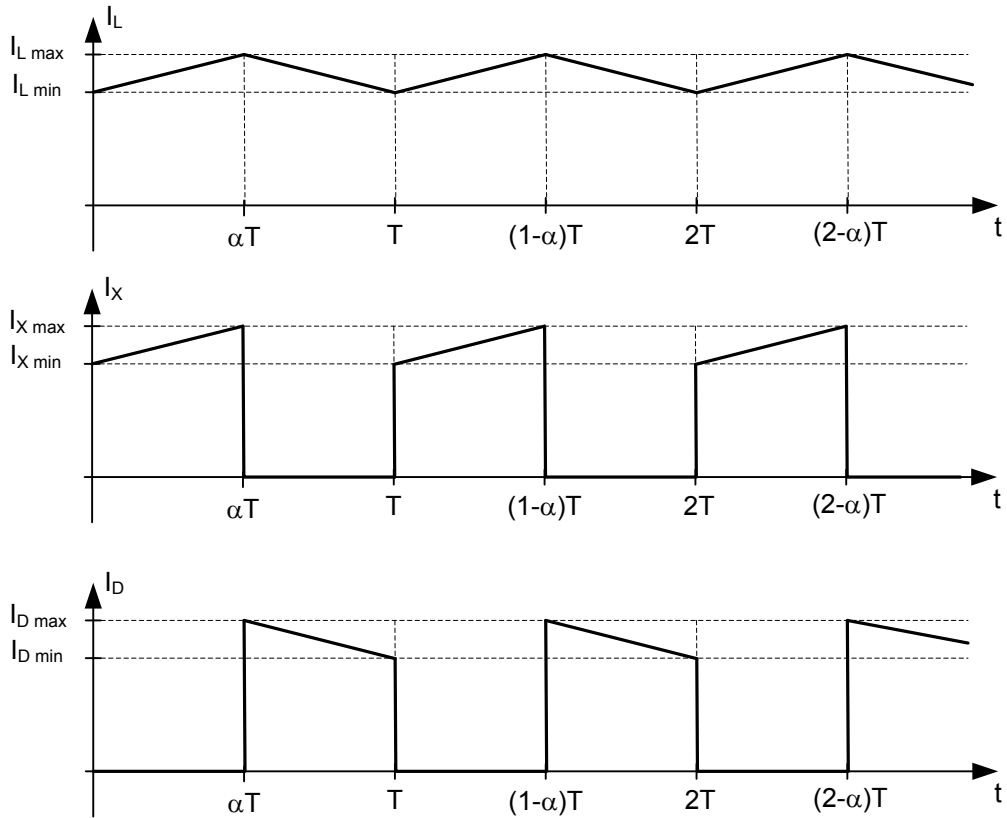 I_L
I_L max
I_L min
αT T (1-α)T 2T (2-α)T t
I_X
I_X max
I_X min
αT T (1-α)T 2T (2-α)T t
I_D
I_D max
I_D min
αT T (1-α)T 2T (2-α)T t